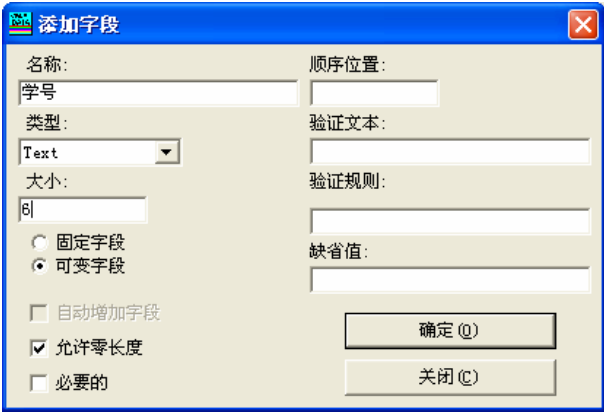 添加字段
名称:
学号
类型:
Text
大小:
6
固定字段
可变字段
自动增加字段
允许零长度
必要的
顺序位置:
验证文本:
验证规则:
缺省值:
确定(O)
关闭(C)